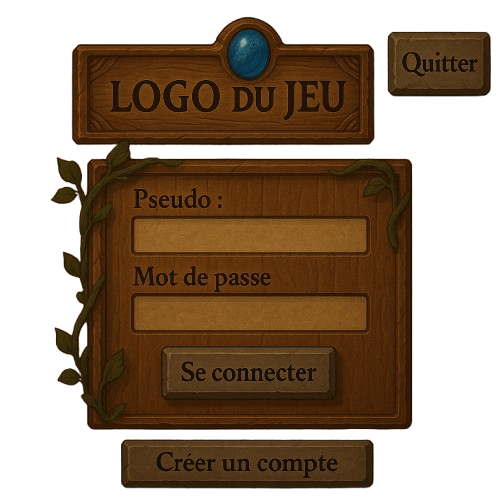 LOGO DU JEU
Quitter
Pseudo :
Mot de passe
Se connecter
Créer un compte